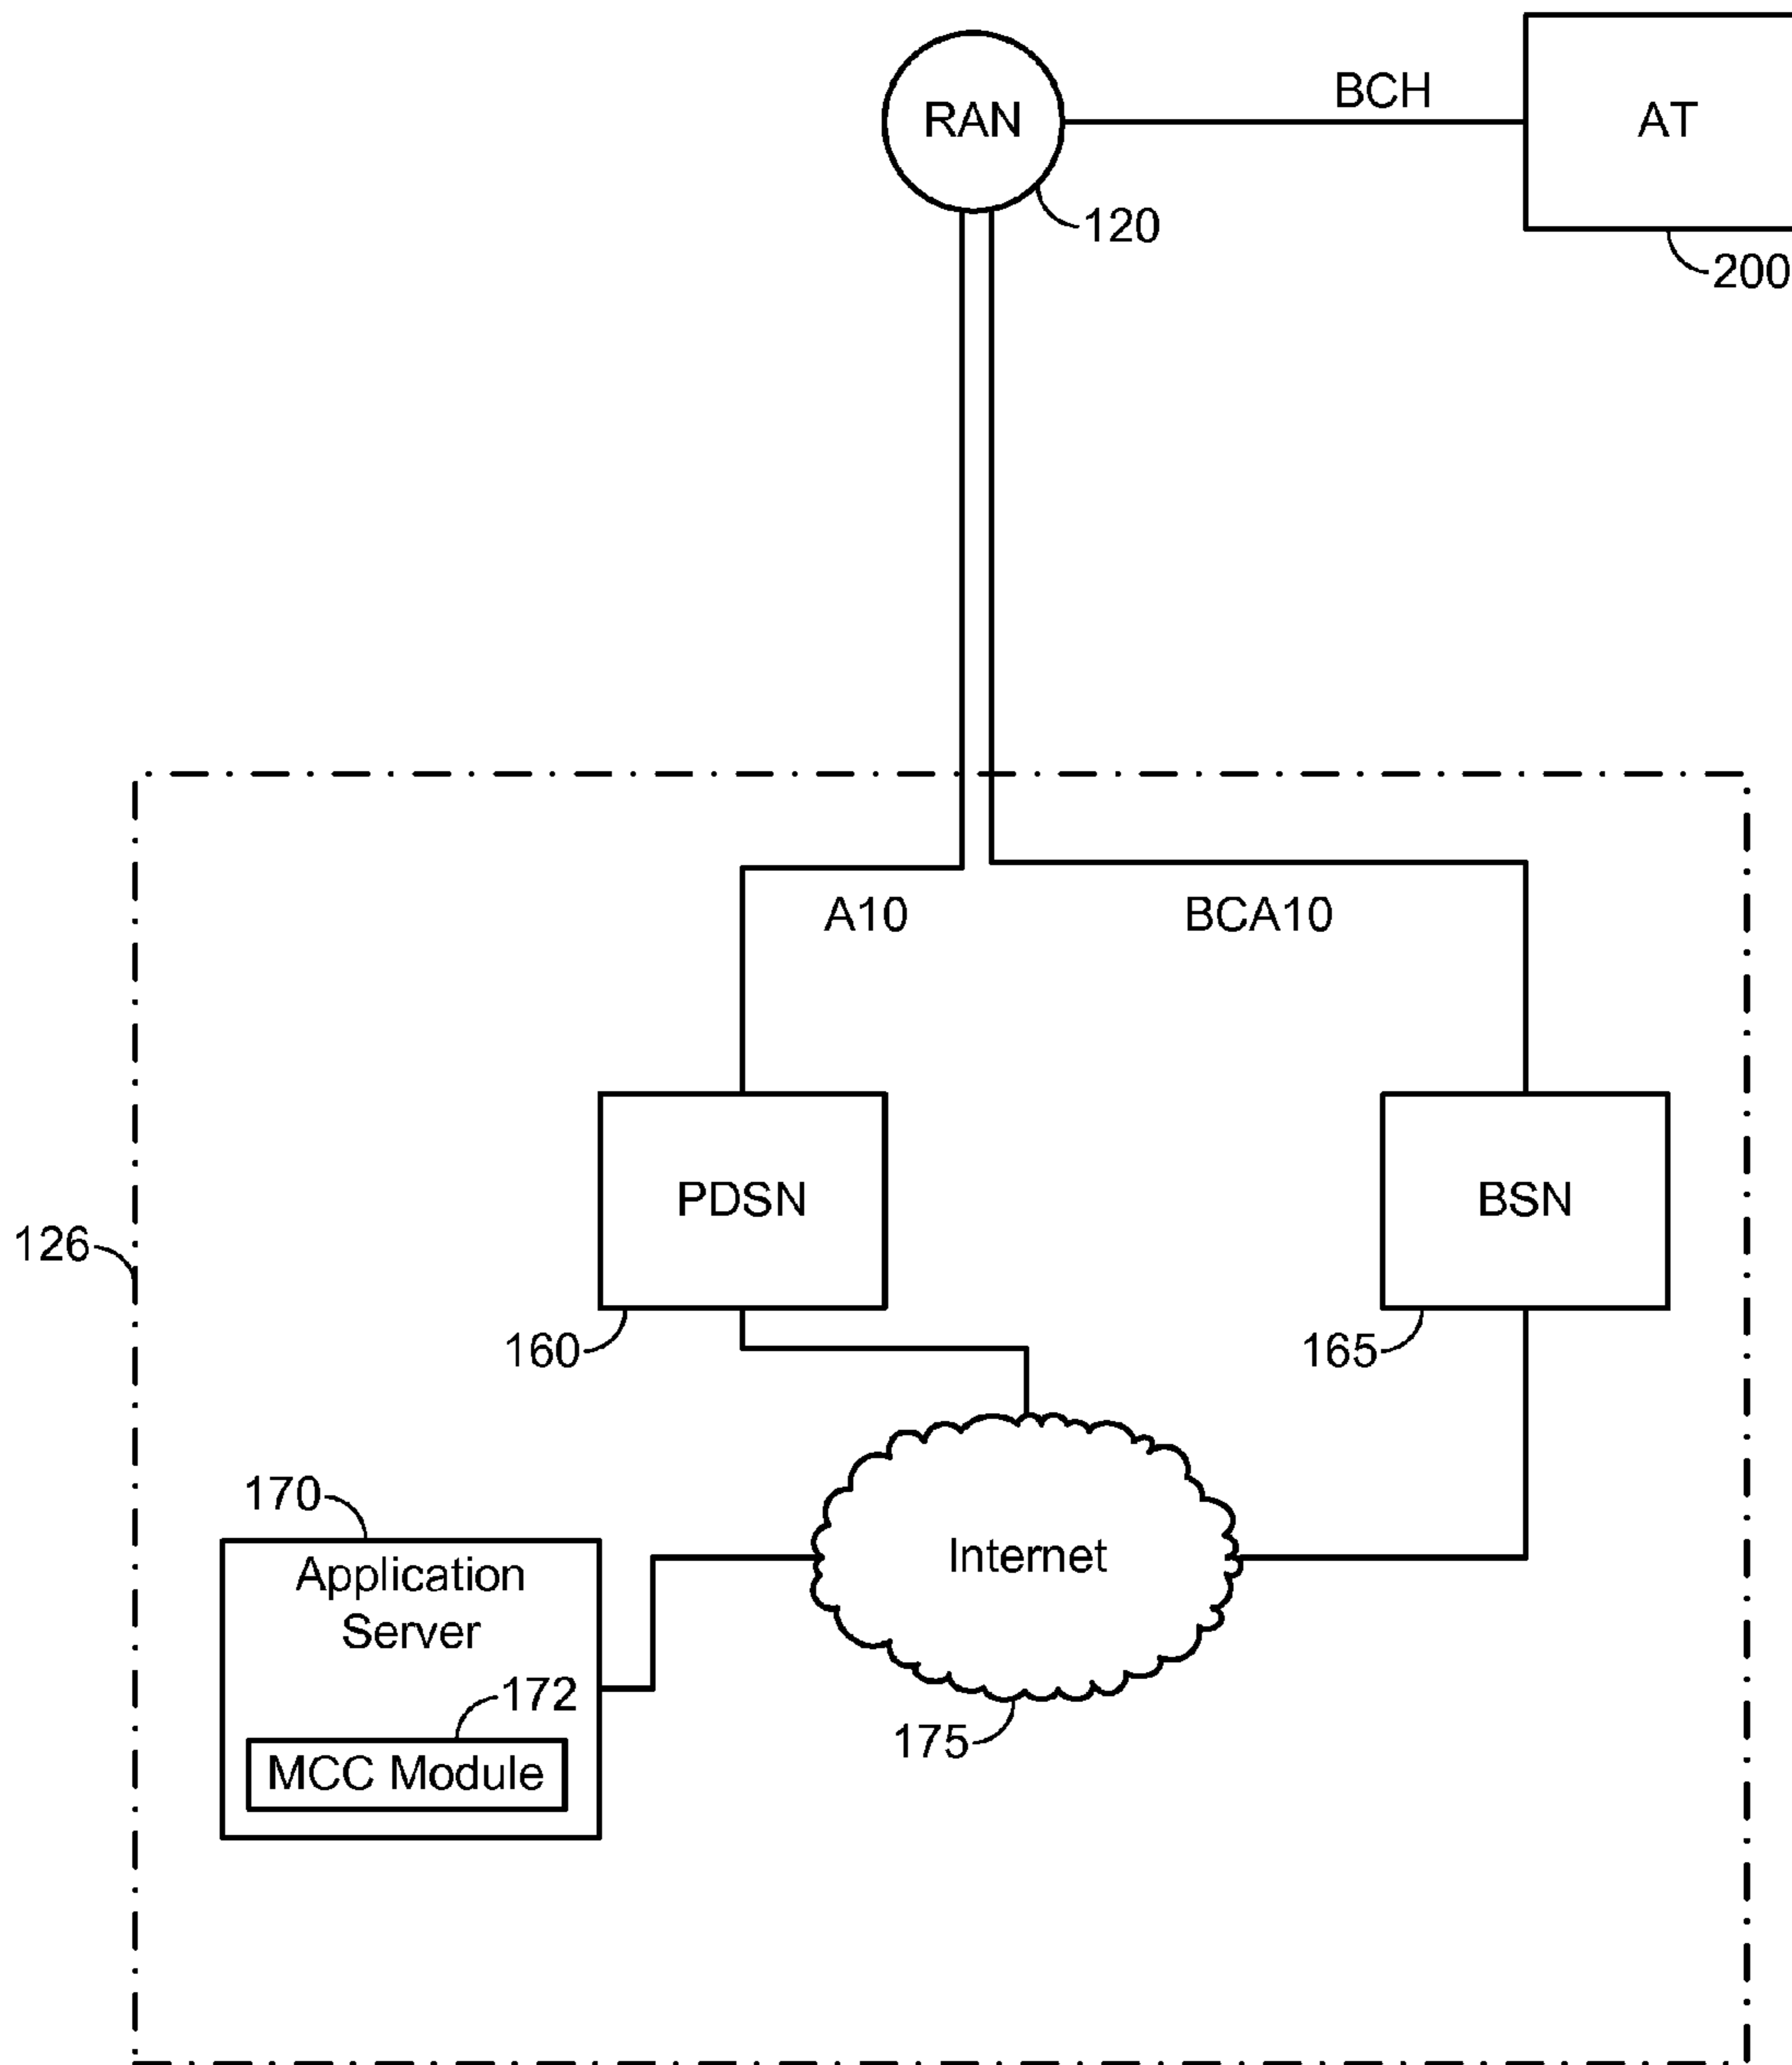 BCH
RAN
AT
120
200
A10
BCA10
PDSN
BSN
126
160
165
170
Application
Server
Internet
172
175
MCC Module